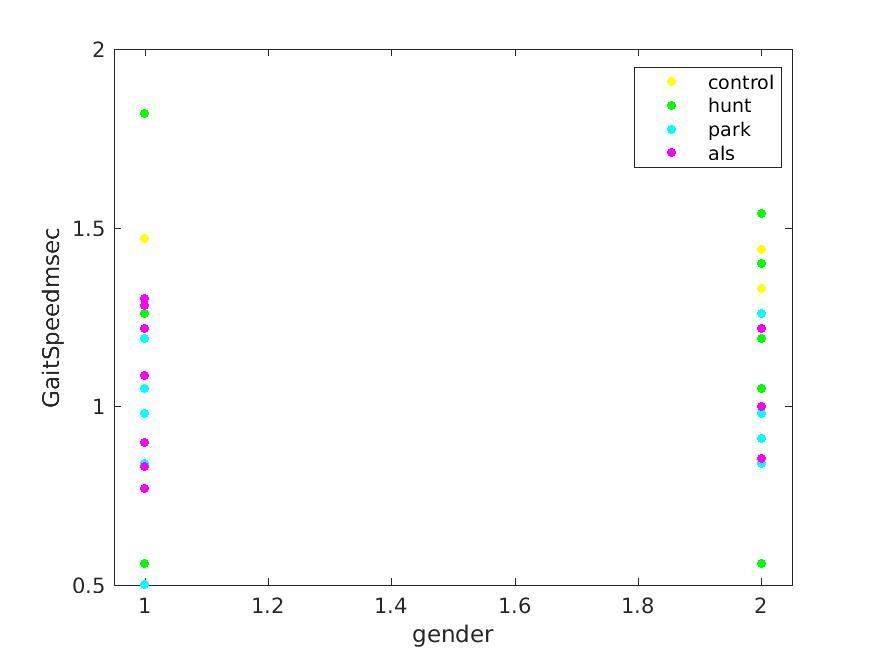 2
control
hunt
park
als
1.5
GaitSpeedmsec
1
0.5
1
1.2
1.4
1.6
1.8
2
gender